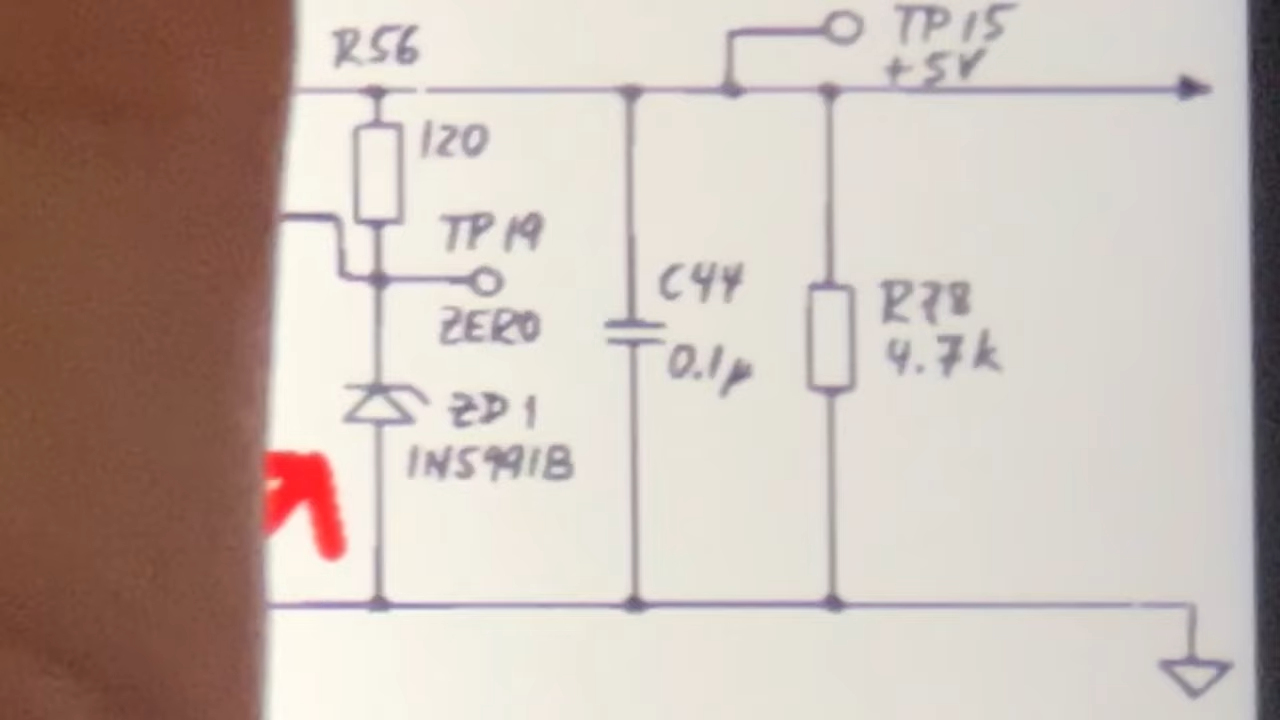 R56
TP15
+5V
120
TP19
ZERO
C44
0.1µ
R78
4.7k
ZD1
1N5991B